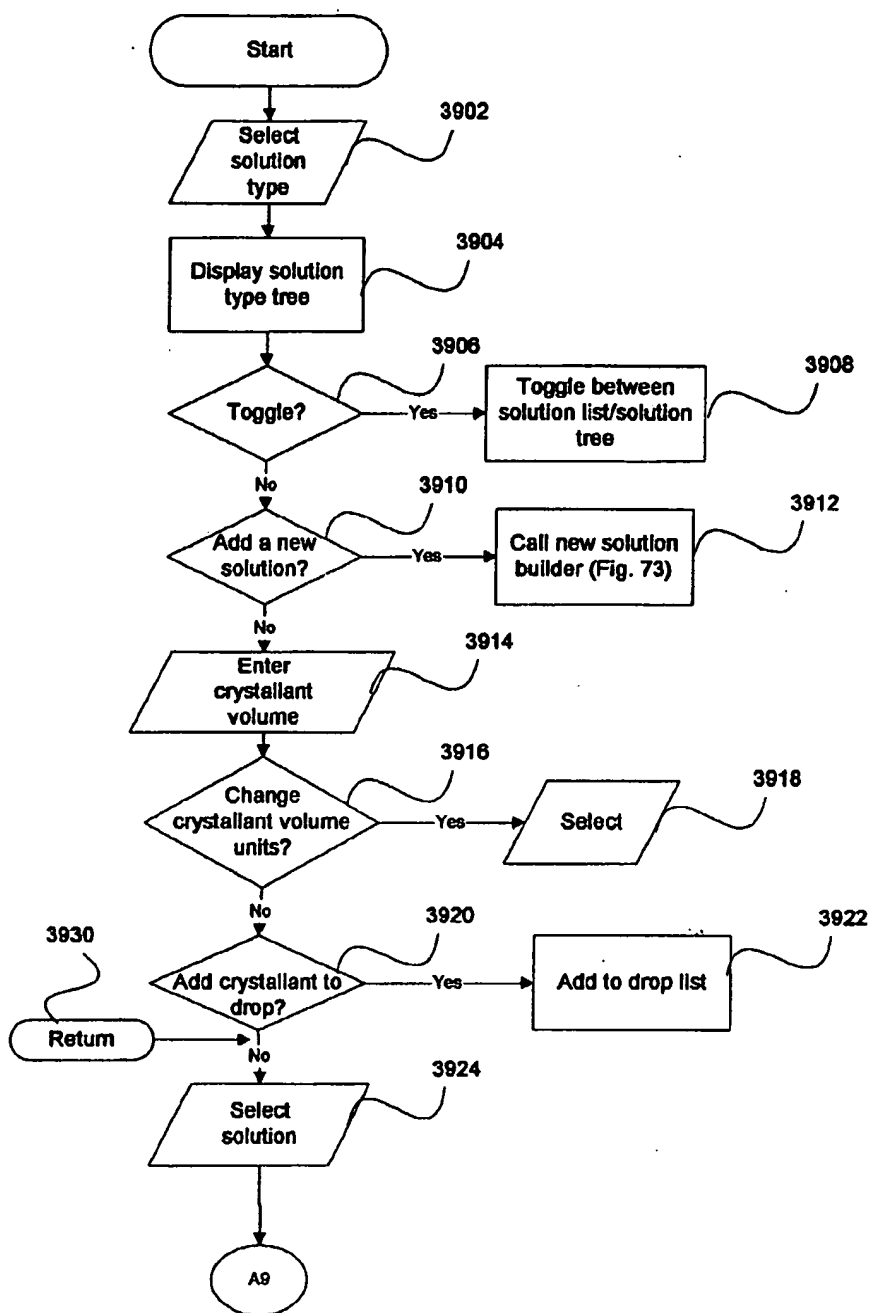 Start
3902
Select
solution
type
3904
Display solution
type tree
3906
Toggle?
Yes
3908
Toggle between
solution list/solution
tree
No
3910
Add a new
solution?
Yes
3912
Call new solution
builder (Fig. 73)
No
3914
Enter
crystallant
volume
3916
Change
crystallant volume
units?
Yes
3918
Select
No
3920
Add crystallant to
drop?
Yes
3922
Add to drop list
3930
Return
No
3924
Select
solution
A9